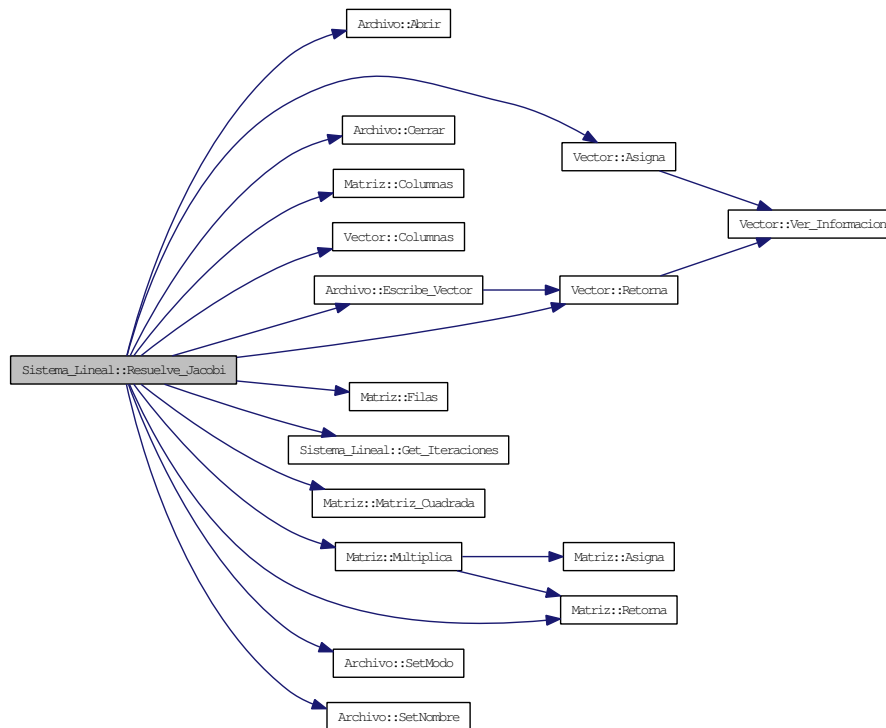 Archivo::Abrir
Archivo::Cerrar
Vector::Asigna
Matriz::Columnas
Vector::Ver_Informacion
Vector::Columnas
Archivo::Escribe_Vector
Vector::Retorna
Sistema_Lineal::Resuelve_Jacobi
Matriz::Filas
Sistema_Lineal::Get_Iteraciones
Matriz::Matriz_Cuadrada
Matriz::Multiplica
Matriz::Asigna
Matriz::Retorna
Archivo::SetModo
Archivo::SetNombre